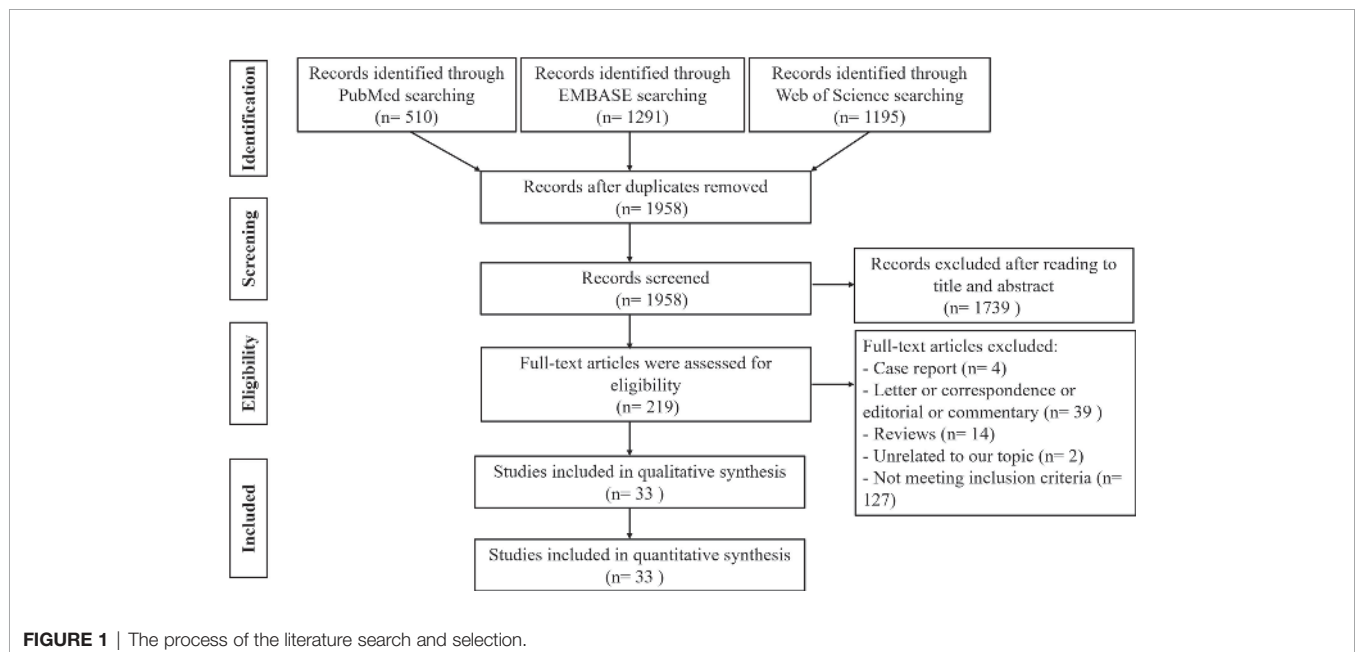 Identification
Records identified through
PubMed searching
(n= 510)
Records identified through
EMBASE searching
(n= 1291)
Records identified through
Web of Science searching
(n= 1195)
Records after duplicates removed
(n= 1958)
Screening
Records screened
(n= 1958)
Records excluded after reading to
title and abstract
(n= 1739 )
Eligibility
Full-text articles were assessed for
eligibility
(n= 219)
Full-text articles excluded:
- Case report (n= 4)
- Letter or correspondence or
editorial or commentary (n= 39 )
- Reviews (n= 14)
- Unrelated to our topic (n= 2)
- Not meeting inclusion criteria (n=
127)
Included
Studies included in qualitative synthesis
(n= 33 )
Studies included in quantitative synthesis
(n= 33 )
FIGURE 1 | The process of the literature search and selection.